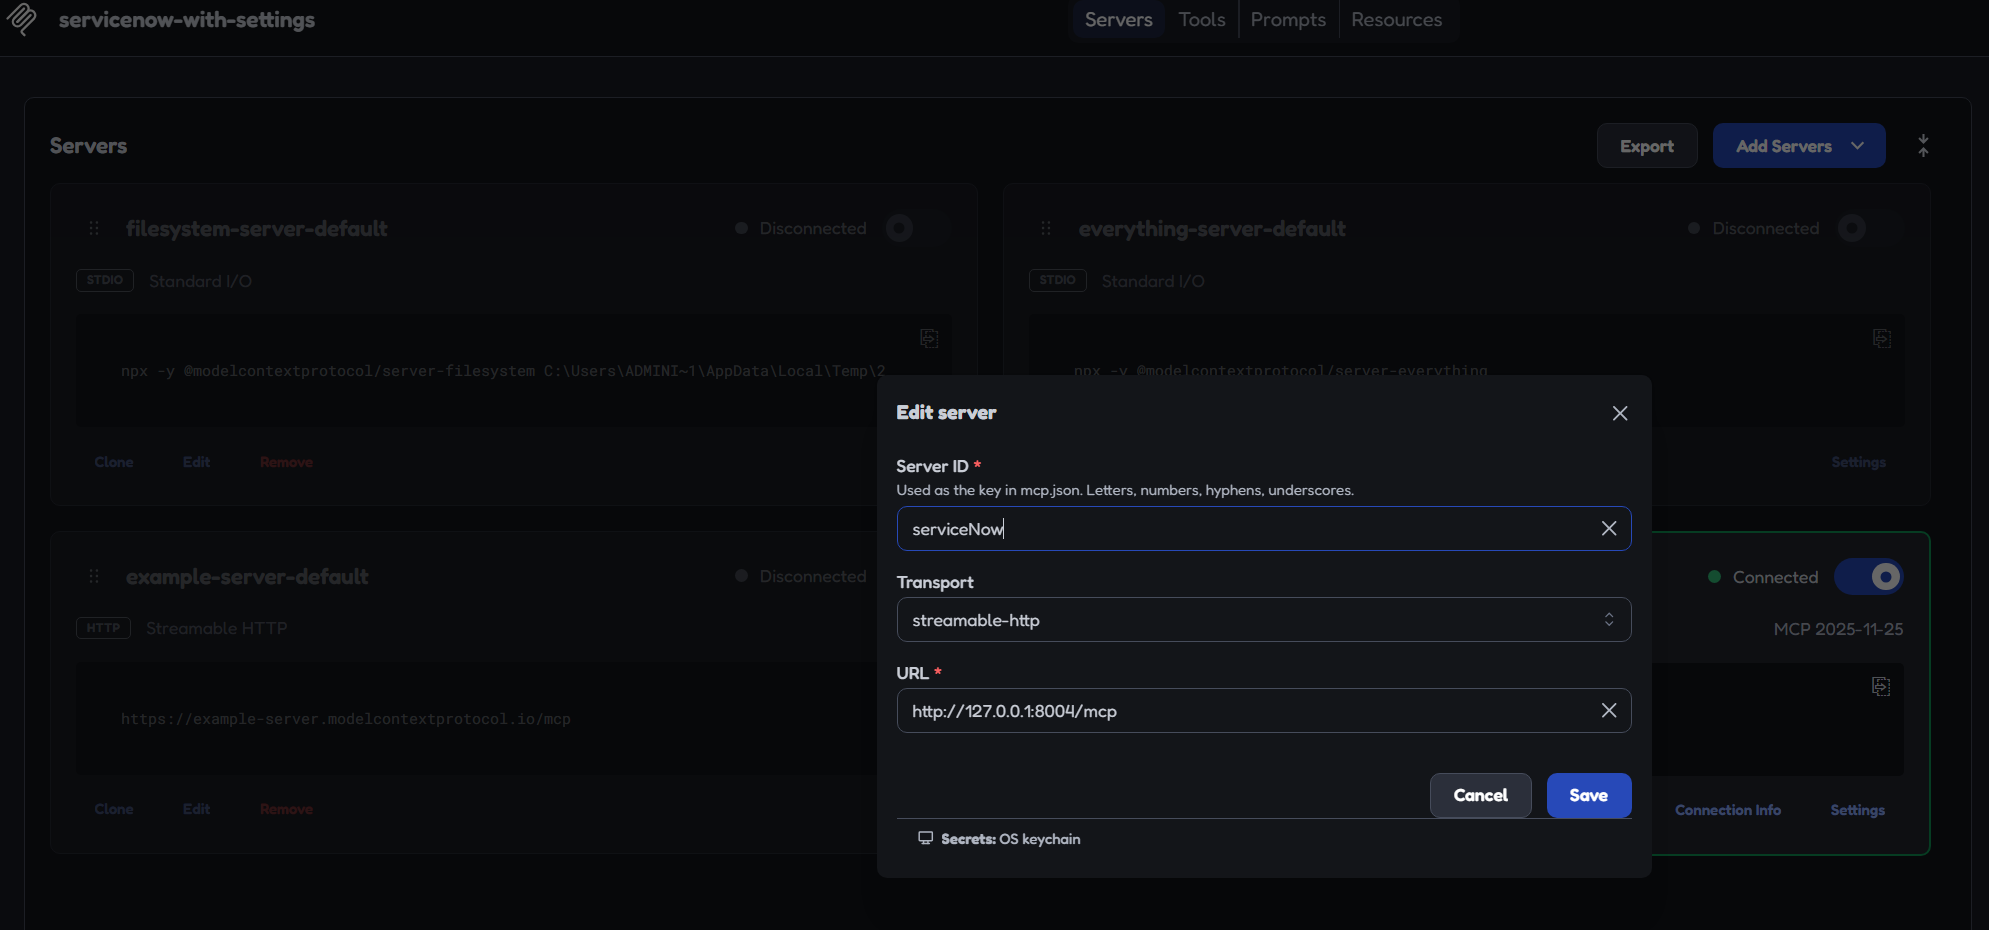 servicenow-with-settings
Servers Tools Prompts Resources
Servers
Export
Add Servers
filesystem-server-default
Disconnected
STDIO Standard I/O
npx -y @modelcontextprotocol/server-filesystem C:\Users\ADMINI~1\AppData\Local\Temp\2
Clone Edit Remove
everything-server-default
Disconnected
STDIO Standard I/O
npx -y @modelcontextprotocol/server-everything
Settings
example-server-default
Disconnected
HTTP Streamable HTTP
https://example-server.modelcontextprotocol.io/mcp
Clone Edit Remove
Connected
MCP 2025-11-25
Connection Info Settings
Edit server
Server ID *
Used as the key in mcp.json. Letters, numbers, hyphens, underscores.
serviceNow
Transport
streamable-http
URL *
http://127.0.0.1:8004/mcp
Cancel Save
Secrets: OS keychain